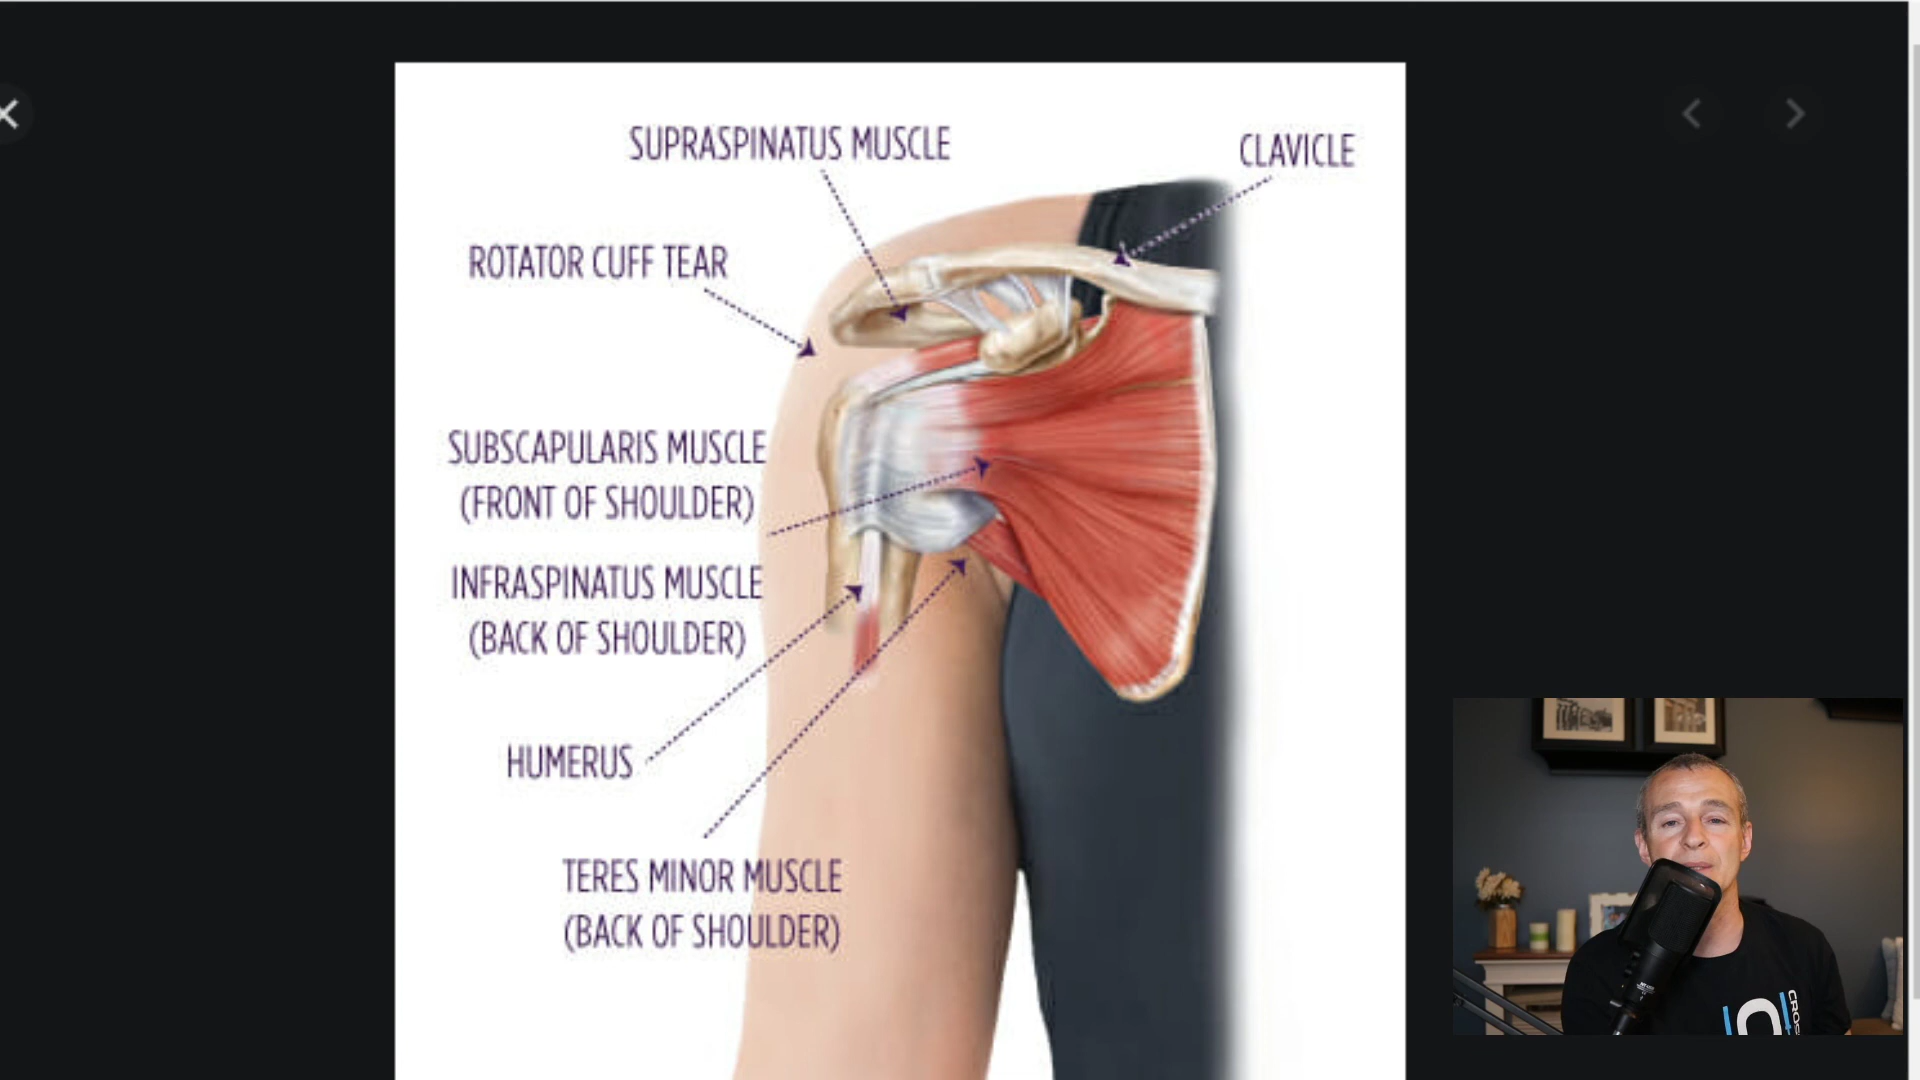 SUPRASPINATUS MUSCLE
CLAVICLE
ROTATOR CUFF TEAR
SUBSCAPULARIS MUSCLE
(FRONT OF SHOULDER)
INFRASPINATUS MUSCLE
(BACK OF SHOULDER)
HUMERUS
TERES MINOR MUSCLE
(BACK OF SHOULDER)